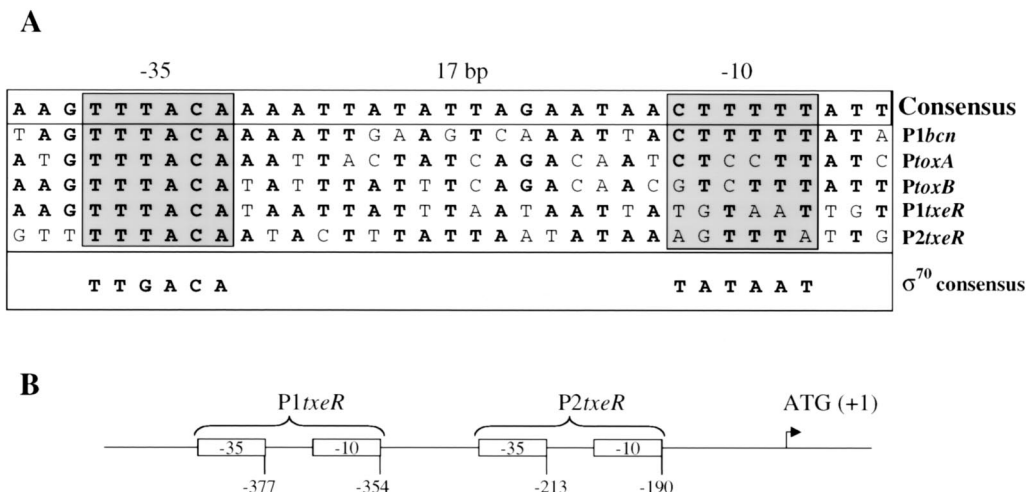 A
-35 17 bp -10
A A G T T T A C A A A A T T A T A T T A G A A T A A C T T T T T A T T Consensus
T A G T T T A C A A A A T T G A A G T C A A A T T A C T T T T T A T A P1bcn
A T G T T T A C A A A T T A C T A T C A G A C A A T C T C C T T A T C PtoxA
A A G T T T A C A T A T T T A T T T C A G A C A A C G T C T T T A T T PtoxB
A A G T T T A C A T A A T T A T T T A A T A A T T A T G T A A T T G T P1txeR
G T T T T T A C A A T A C T T T A T T A A T A T A A A G T T T A T T G P2txeR
T T G A C A T A T A A T σ70 consensus
B
P1txeR P2txeR ATG (+1)
-35 -10 -35 -10
-377 -354 -213 -190